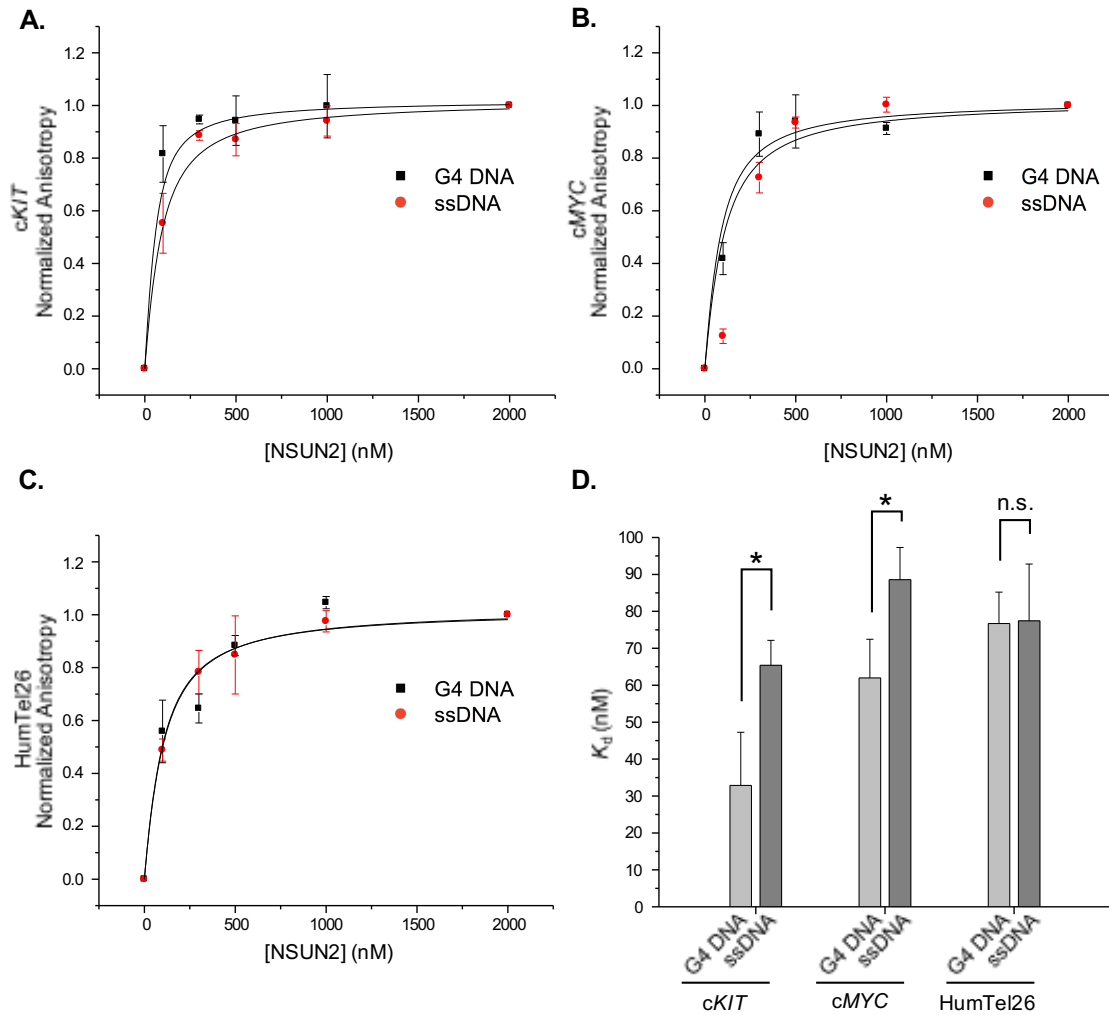 A.
1.2
1.0
0.8
0.6
0.4
0.2
0.0
cKIT
Normalized Anisotropy
G4 DNA
ssDNA
0 500 1000 1500 2000
[NSUN2] (nM)
B.
1.2
1.0
0.8
0.6
0.4
0.2
0.0
cMYC
Normalized Anisotropy
G4 DNA
ssDNA
0 500 1000 1500 2000
[NSUN2] (nM)
C.
1.2
1.0
0.8
0.6
0.4
0.2
0.0
HumTel26
Normalized Anisotropy
G4 DNA
ssDNA
0 500 1000 1500 2000
[NSUN2] (nM)
D.
100
90
80
70
60
50
40
30
20
10
0
Kd (nM)
*
*
n.s.
G4 DNA
ssDNA
G4 DNA
ssDNA
G4 DNA
ssDNA
cKIT
cMYC
HumTel26